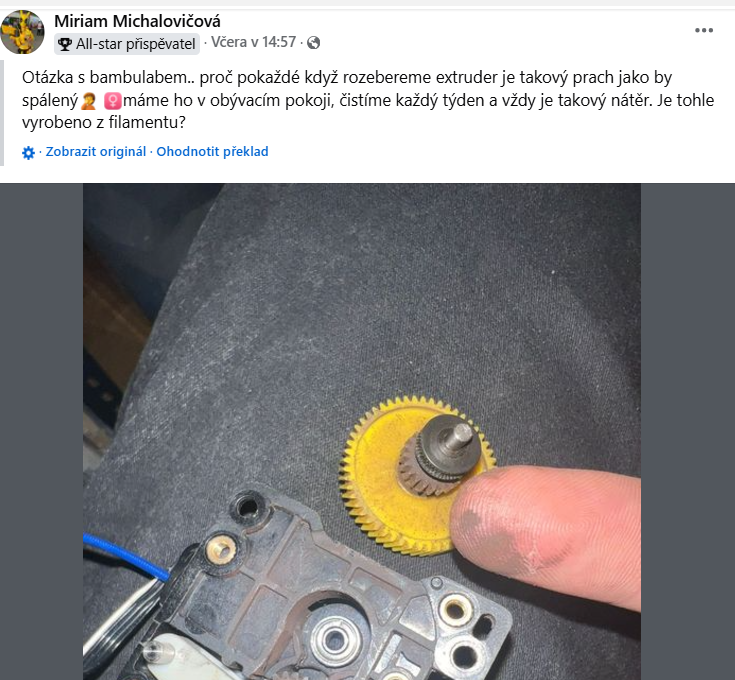 Miriam Michalovičová
All-star přispěvatel · Včera v 14:57 ·
Otázka s bambulabem.. proč pokaždé když rozebereme extruder je takový prach jako by
spálený🤦 ♀️máme ho v obývacím pokoji, čistíme každý týden a vždy je takový nátěr. Je tohle
vyrobeno z filamentu?
· Zobrazit originál · Ohodnotit překlad